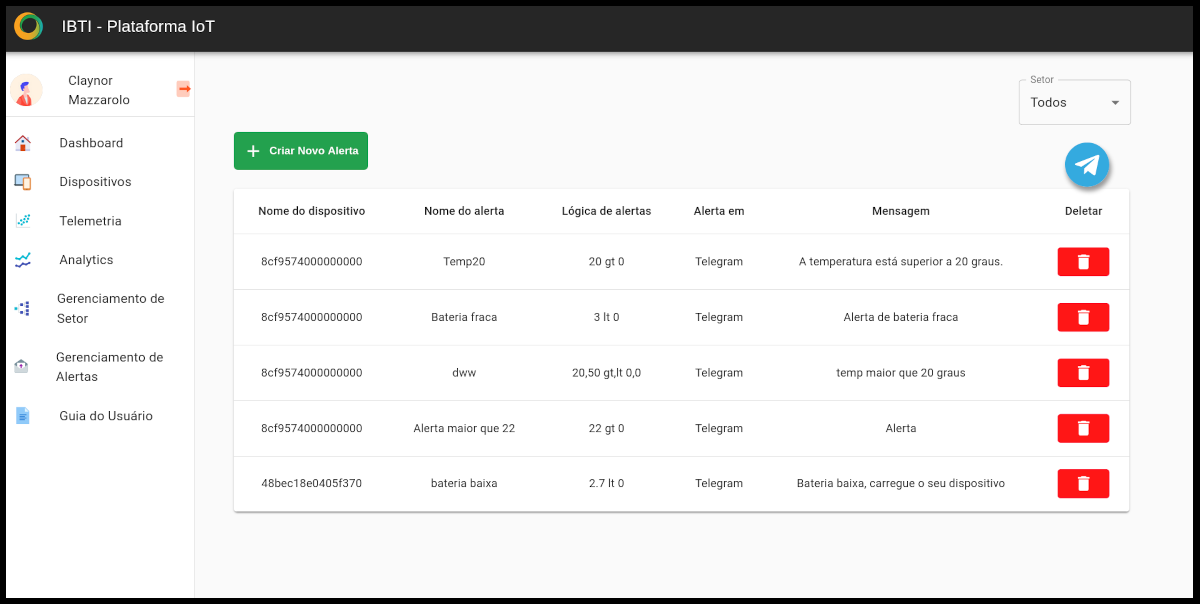 IBTI - Plataforma IoT
Claynor
Mazzarolo
Dashboard
Dispositivos
Telemetria
Analytics
Gerenciamento de
Setor
Gerenciamento de
Alertas
Guia do Usuário
Setor
Todos
Criar Novo Alerta
Nome do dispositivo Nome do alerta Lógica de alertas Alerta em Mensagem Deletar
8cf9574000000000 Temp20 20 gt 0 Telegram A temperatura está superior a 20 graus.
8cf9574000000000 Bateria fraca 3 lt 0 Telegram Alerta de bateria fraca
8cf9574000000000 dww 20,50 gt,lt 0,0 Telegram temp maior que 20 graus
8cf9574000000000 Alerta maior que 22 22 gt 0 Telegram Alerta
48bec18e0405f370 bateria baixa 2.7 lt 0 Telegram Bateria baixa, carregue o seu dispositivo